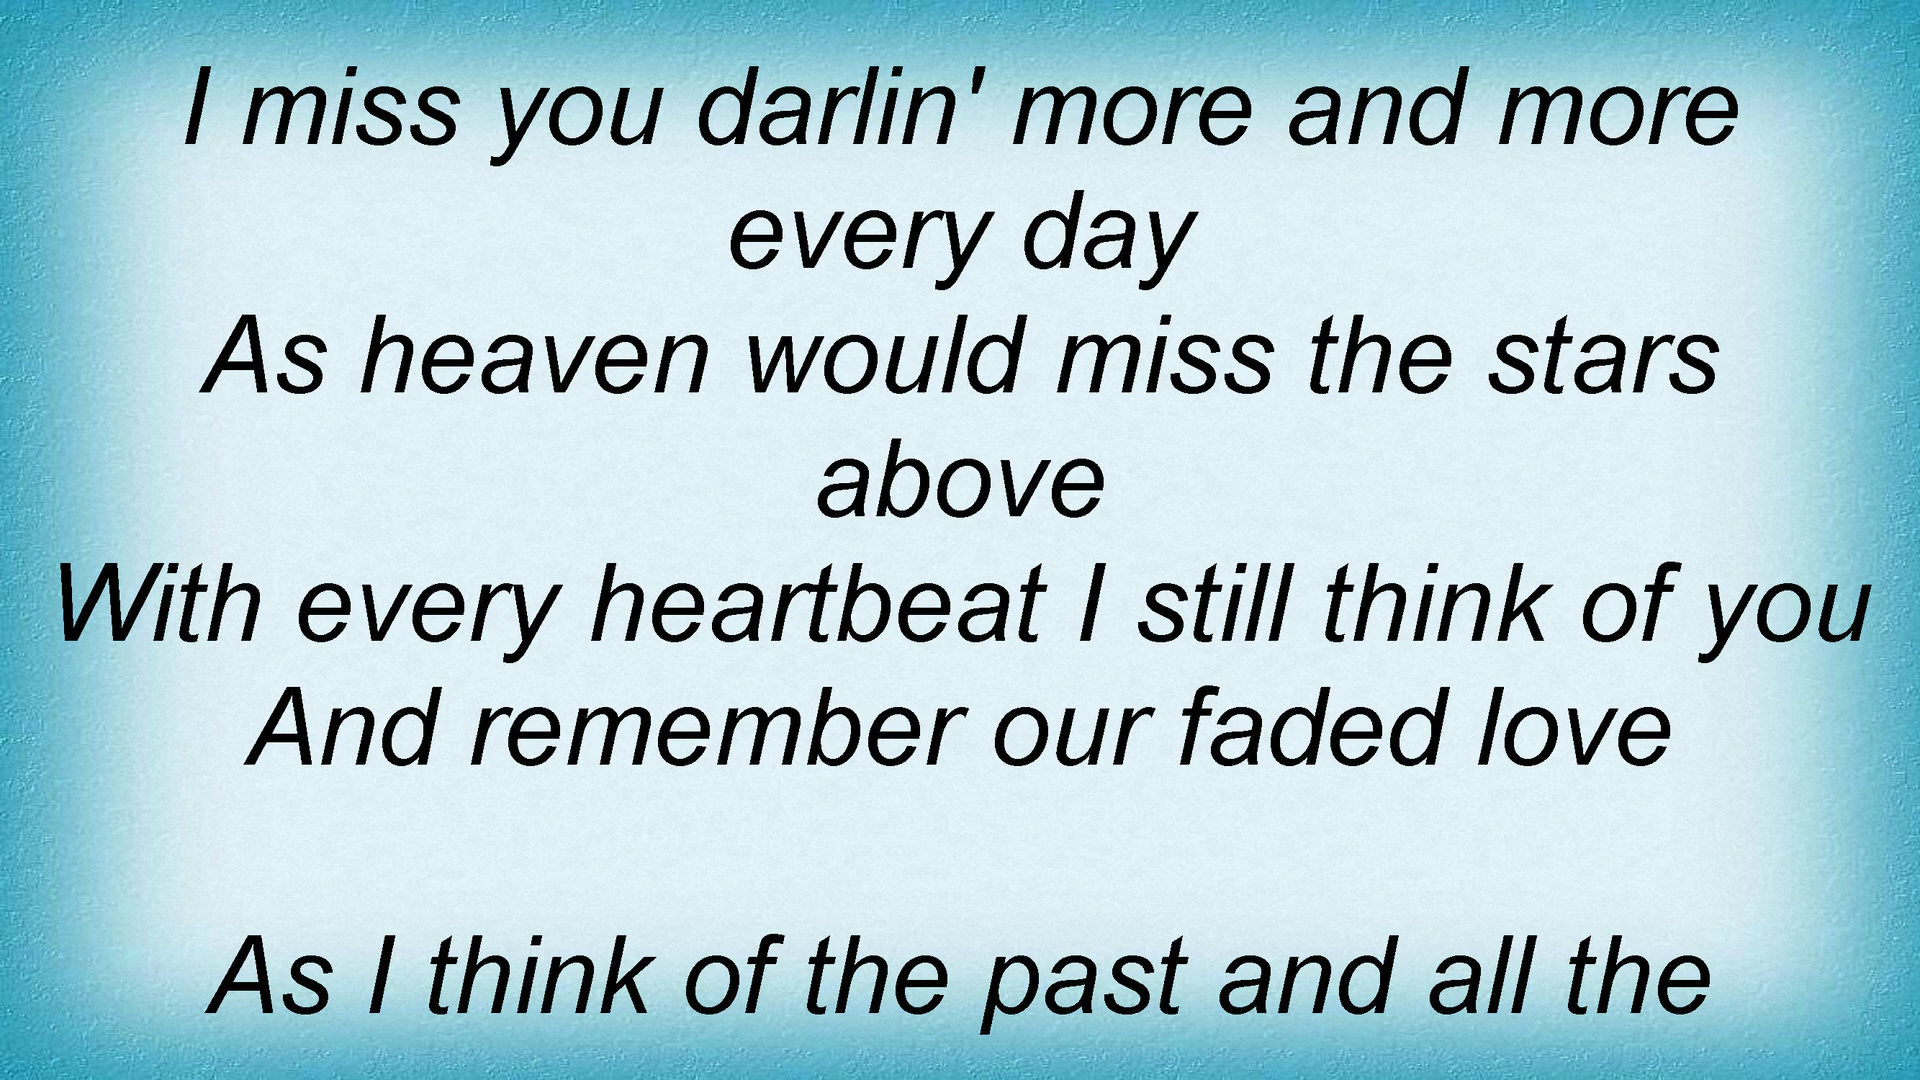 I miss you darlin' more and more
every day
As heaven would miss the stars
above
With every heartbeat I still think of you
And remember our faded love
As I think of the past and all the